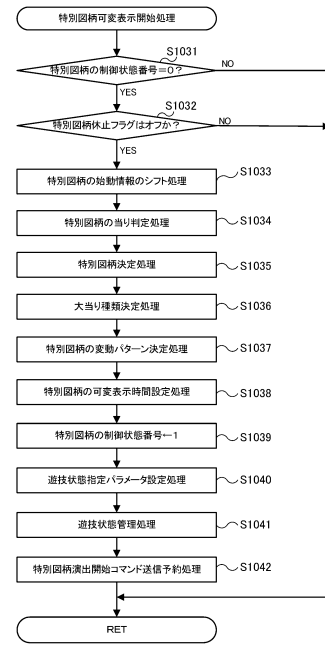 特別図柄可変表示開始処理
S1031
特別図柄の制御状態番号=0?
NO
YES
S1032
特別図柄休止フラグはオフか?
NO
YES
特別図柄の始動情報のシフト処理
S1033
特別図柄の当り判定処理
S1034
特別図柄決定処理
S1035
大当り種類決定処理
S1036
特別図柄の変動パターン決定処理
S1037
特別図柄の可変表示時間設定処理
S1038
特別図柄の制御状態番号←1
S1039
遊技状態指定パラメータ設定処理
S1040
遊技状態管理処理
S1041
特別図柄演出開始コマンド送信予約処理
S1042
RET